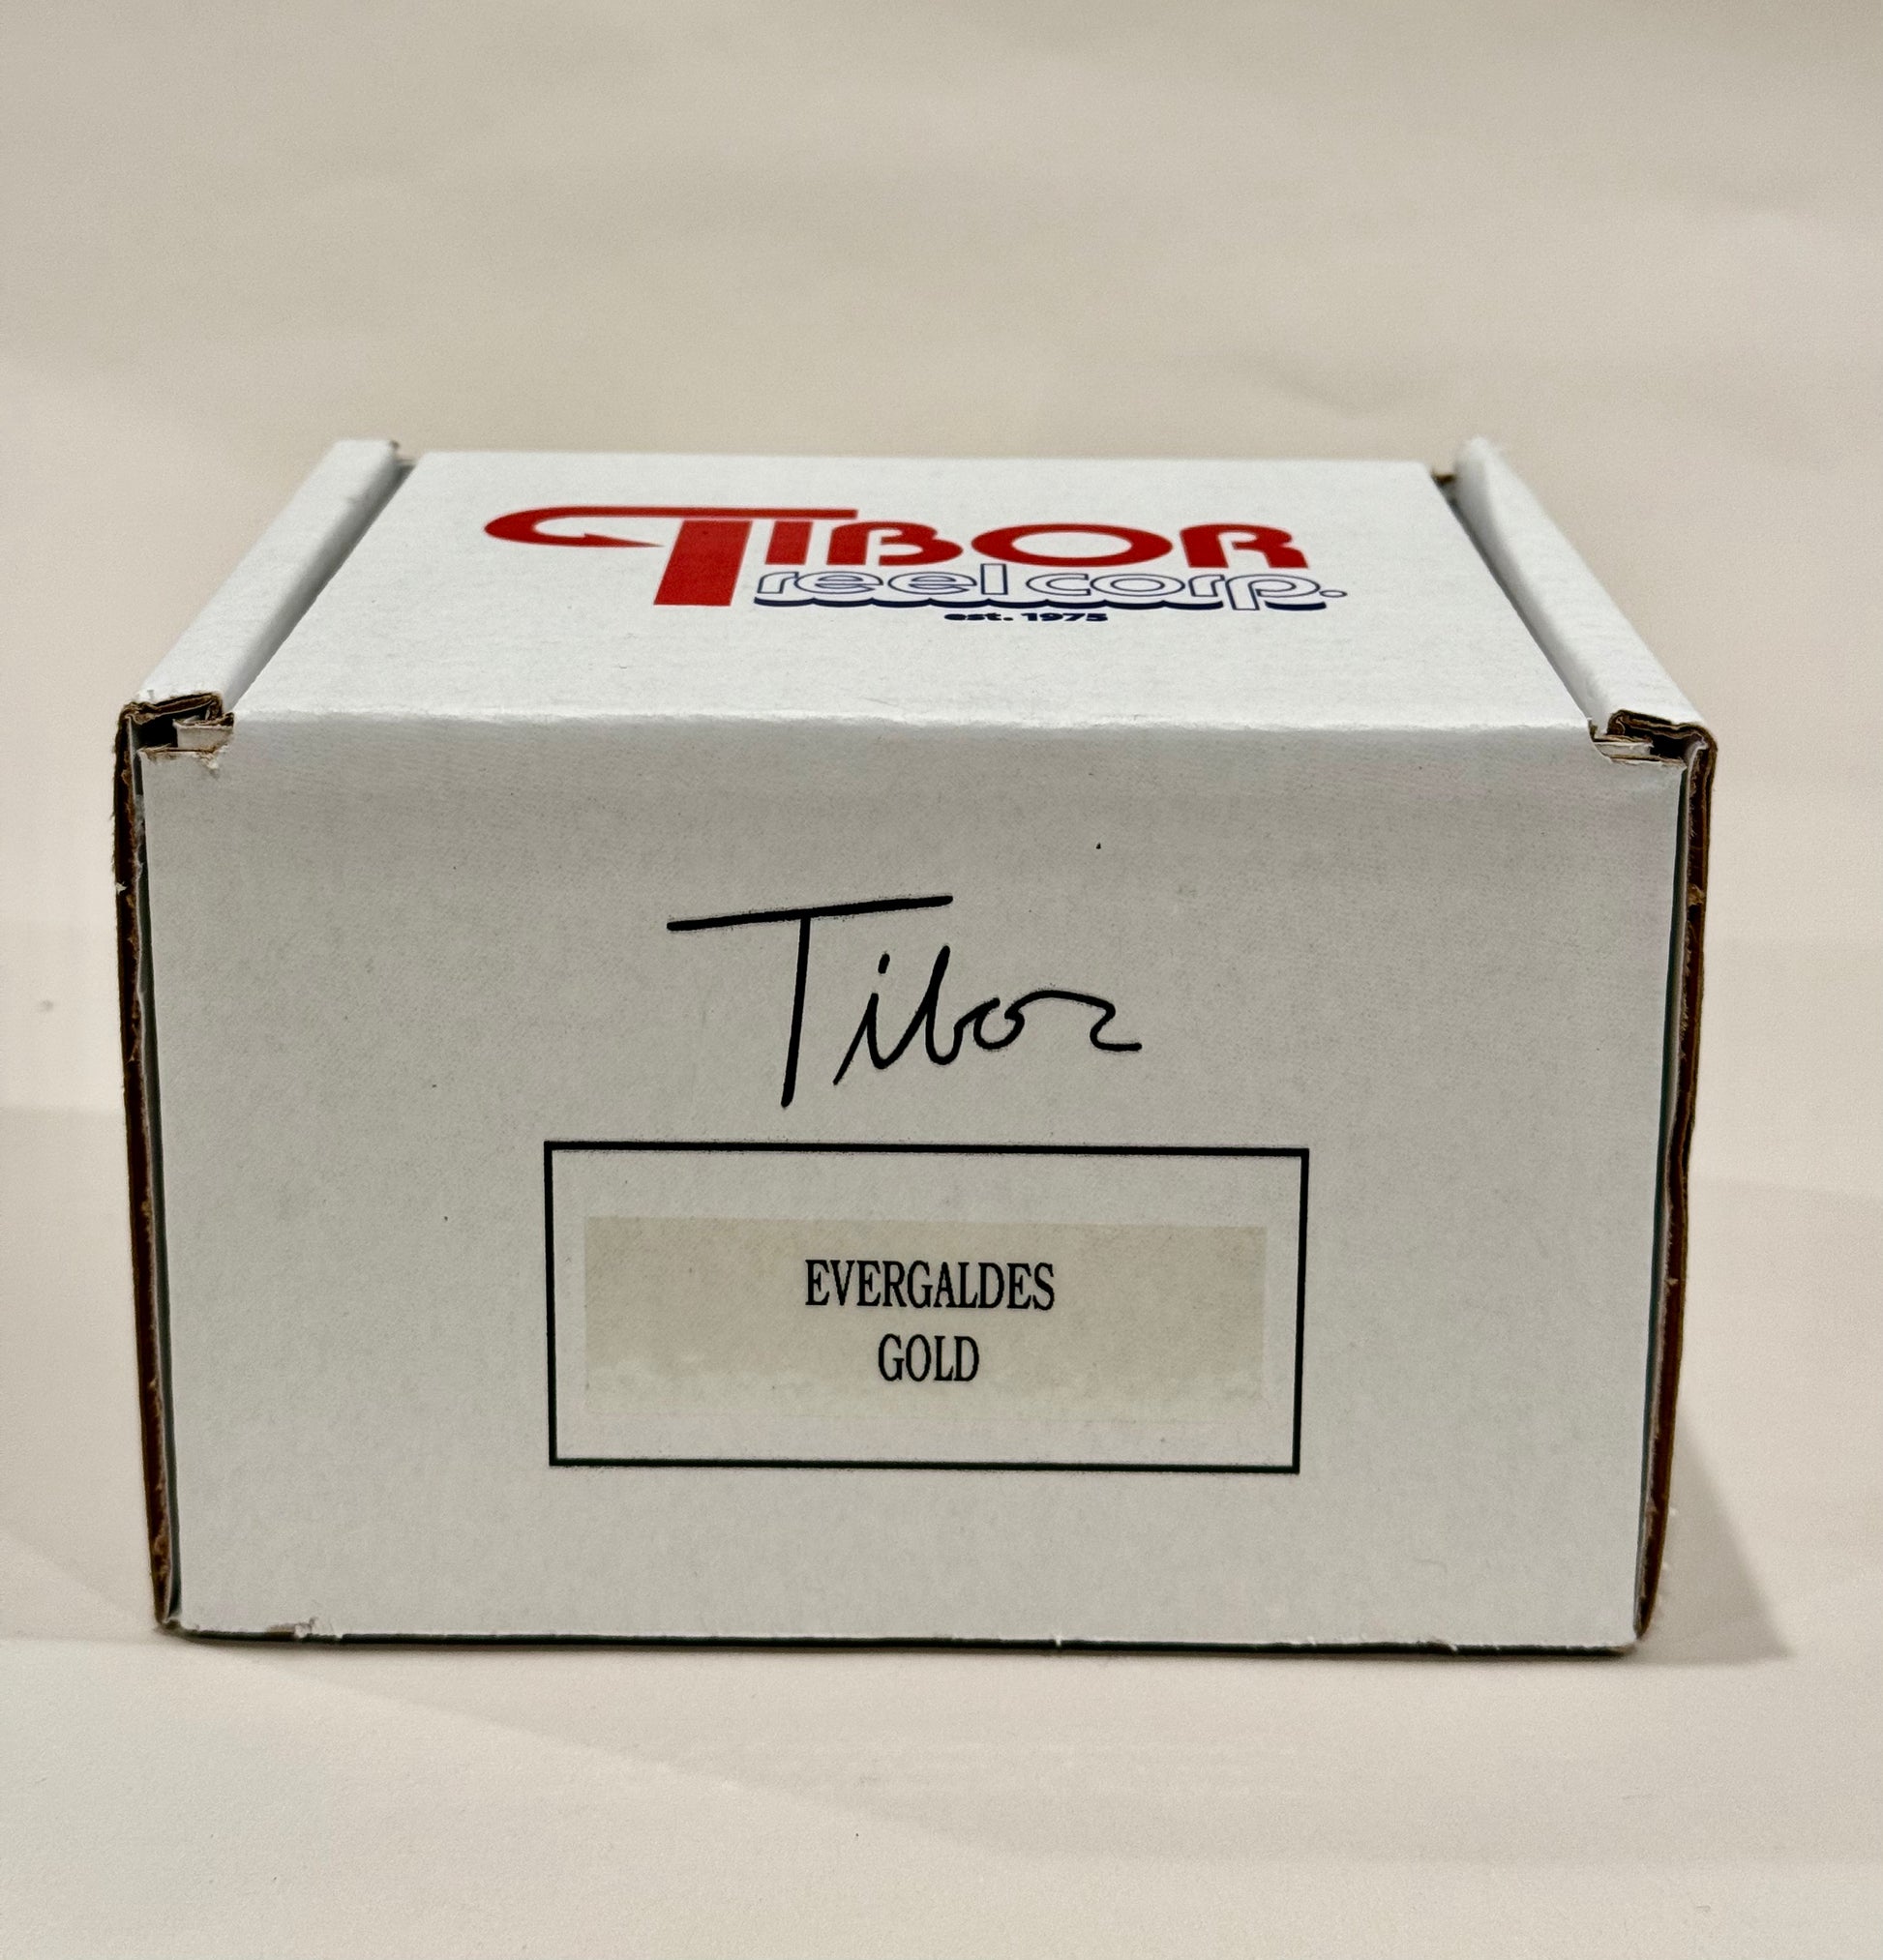 TIBOR
reel corp.
est. 1975
Tibor
EVERGALDES
GOLD